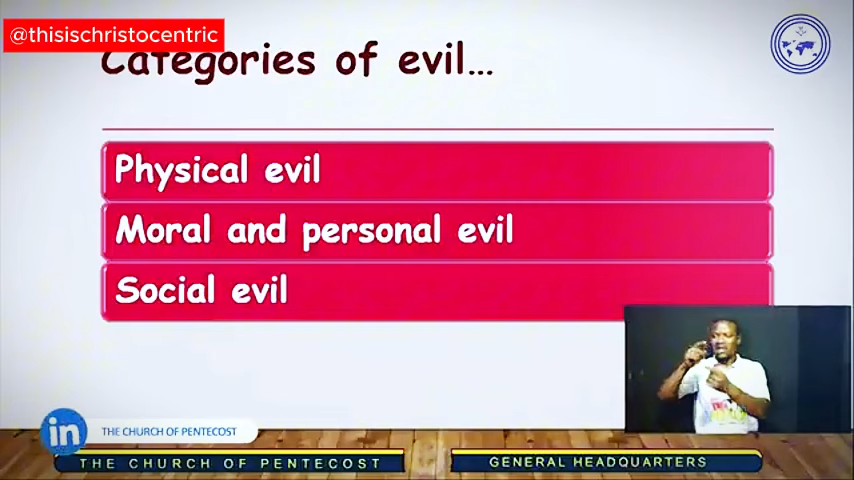 @thisischristocentric
Categories of evil...
Physical evil
Moral and personal evil
Social evil
in
THE CHURCH OF PENTECOST
THE CHURCH OF PENTECOST
GENERAL HEADQUARTERS